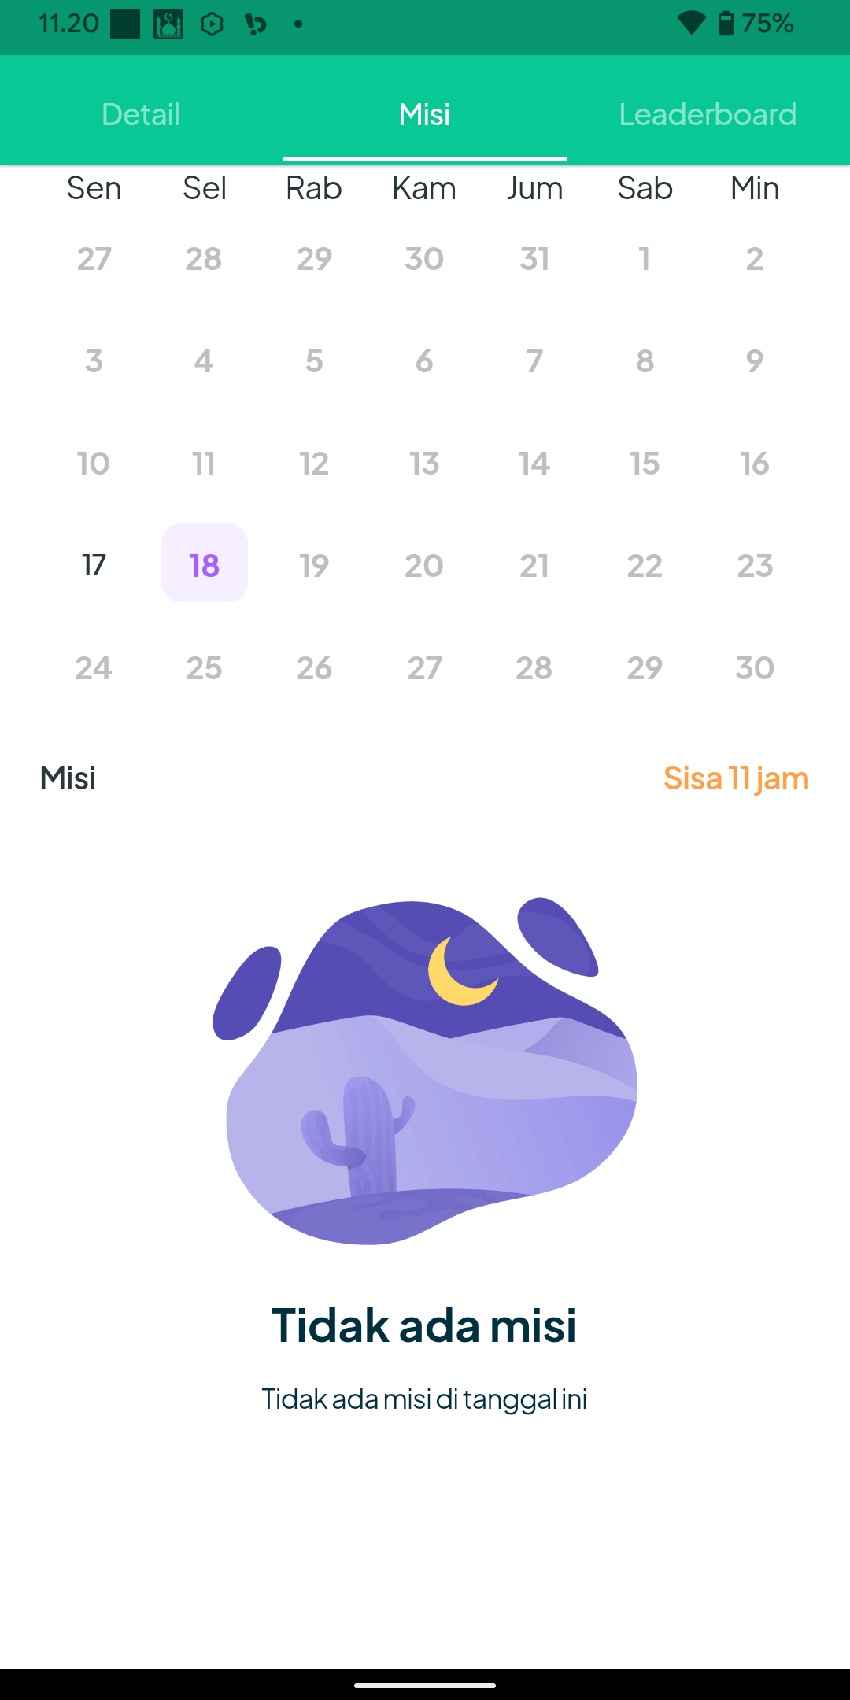 11.20 75%
Detail Misi Leaderboard
Sen Sel Rab Kam Jum Sab Min
27 28 29 30 31 1 2
3 4 5 6 7 8 9
10 11 12 13 14 15 16
17 18 19 20 21 22 23
24 25 26 27 28 29 30
Misi Sisa 11 jam
Tidak ada misi
Tidak ada misi di tanggal ini